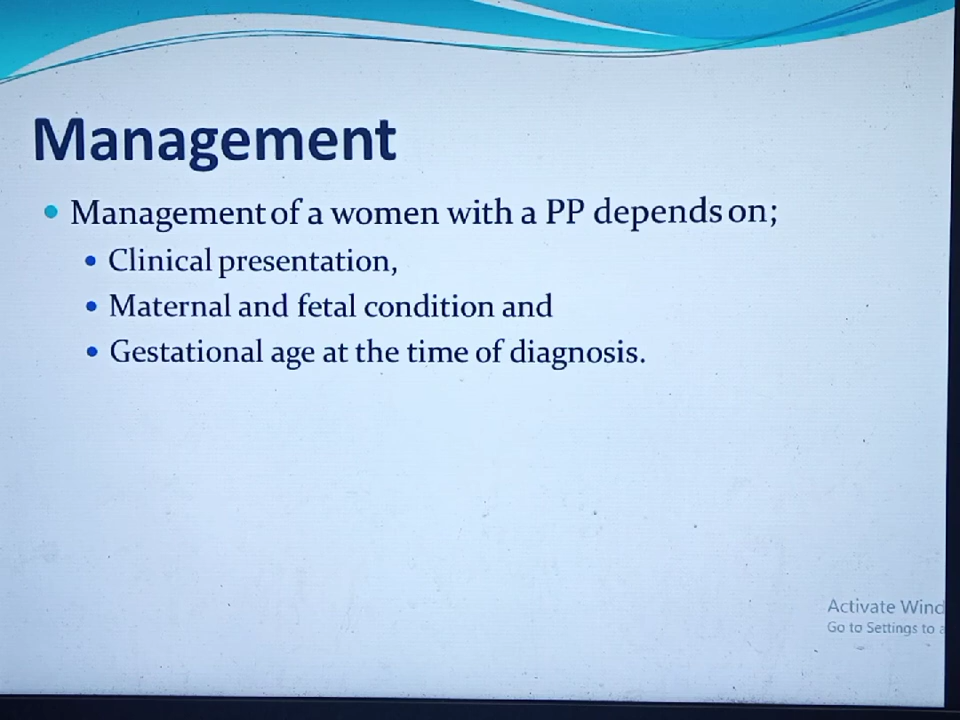 Management
Management of a women with a PP depends on;
Clinical presentation,
Maternal and fetal condition and
Gestational age at the time of diagnosis.
Activate Wind
Go to Settings to a